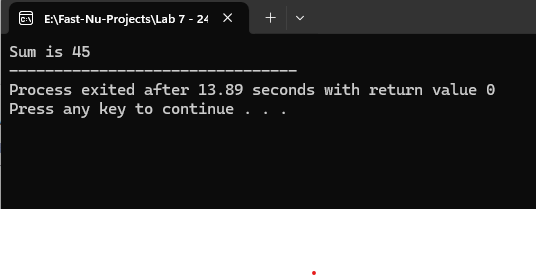 E:\Fast-Nu-Projects\Lab 7 - 24
Sum is 45
--------------------------------
Process exited after 13.89 seconds with return value 0
Press any key to continue . . .